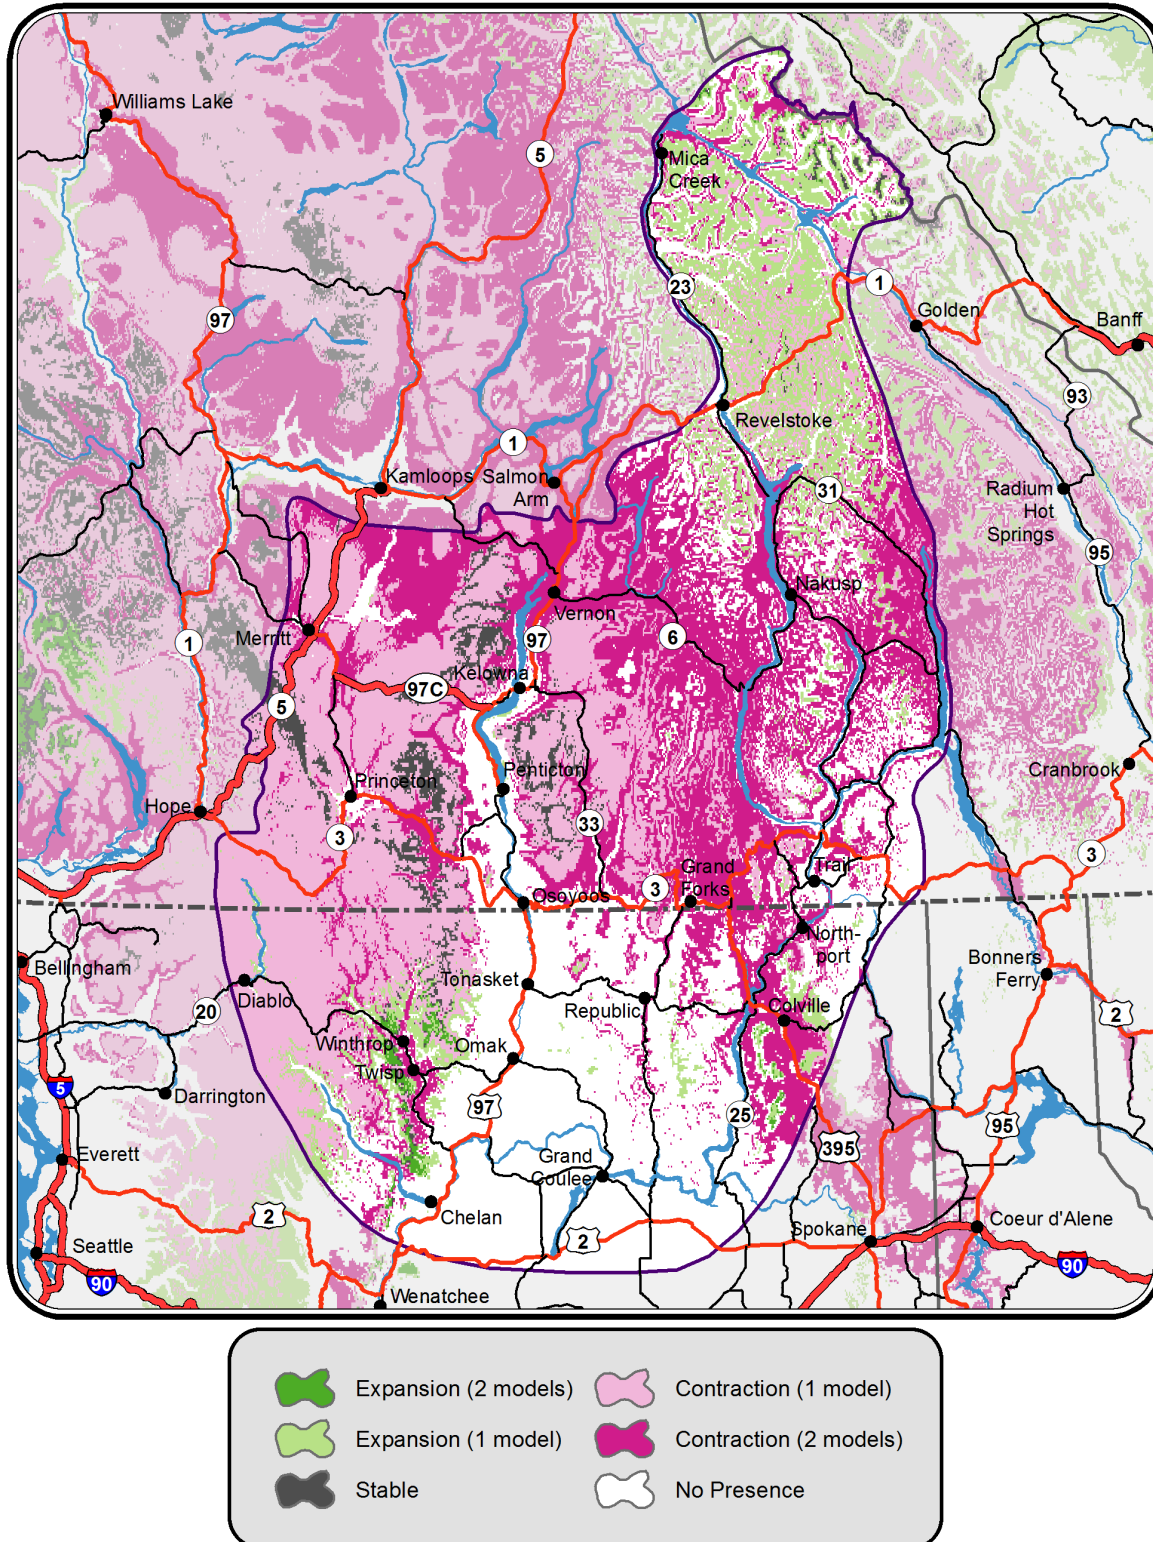 Williams Lake
5
Mica
Creek
23
1
97
Golden
Banff
93
Revelstoke
1
Kamloops
Salmon
Arm
31
Radium
Hot
Springs
95
Nakusp
Vernon
Merritt
1
97
6
Kelowna
97C
5
Penticton
Princeton
Cranbrook
Hope
33
3
3
Grand
Forks
Trail
3
Osoyoos
North-
port
Bellingham
Bonners
Ferry
Tonasket
Diablo
Republic
Colville
20
2
Winthrop
Omak
Twisp
5
Darrington
97
25
95
395
Everett
Grand
Coulee
Chelan
2
2
Spokane
Coeur d'Alene
Seattle
90
90
Wenatchee
Expansion (2 models)
Contraction (1 model)
Expansion (1 model)
Contraction (2 models)
Stable
No Presence